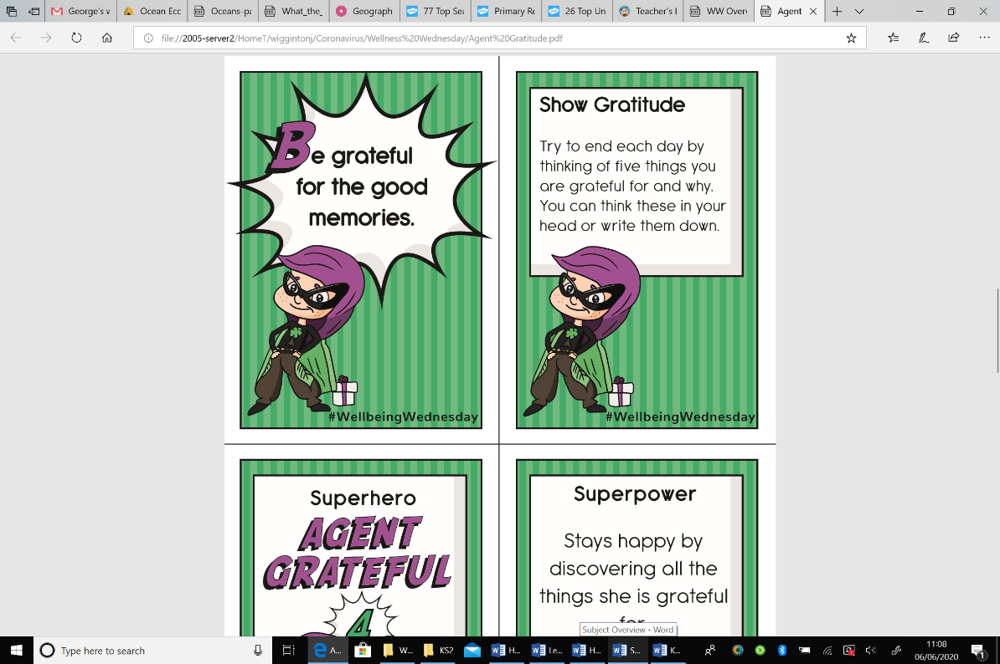 George's w
Ocean Ecc
Oceans-pa
What_the_
Geograph
77 Top Sea
Primary Re
26 Top Un
Teacher's I
WW Over
Agent
file://2005-server2/HomeT/wiggintonj/Coronavirus/Wellness%20Wednesday/Agent%20Gratitude.pdf
Be grateful
for the good
memories.
#WellbeingWednesday
Show Gratitude
Try to end each day by
thinking of five things you
are grateful for and why.
You can think these in your
head or write them down.
#WellbeingWednesday
Superhero
AGENT
GRATEFUL
4
Superpower
Stays happy by
discovering all the
things she is grateful
for
Subject Overview - Word
Type here to search
A...
W...
KS2
H...
Le...
H...
S...
K...
11:08
06/06/2020
1